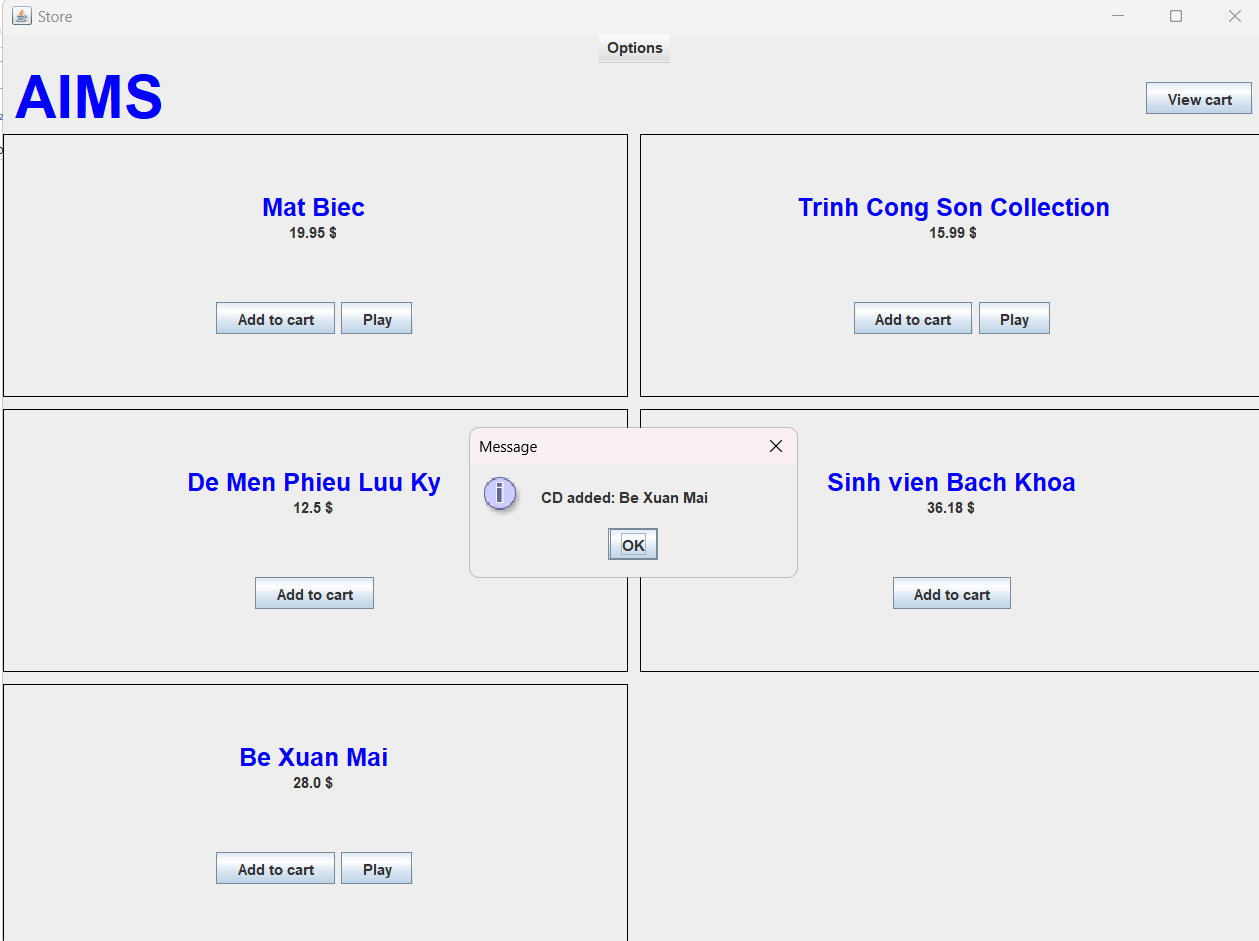 Store
Options
AIMS
View cart
Mat Biec
19.95 $
Add to cart
Play
Trinh Cong Son Collection
15.99 $
Add to cart
Play
De Men Phieu Luu Ky
12.5 $
Add to cart
Message
CD added: Be Xuan Mai
OK
Sinh vien Bach Khoa
36.18 $
Add to cart
Be Xuan Mai
28.0 $
Add to cart
Play